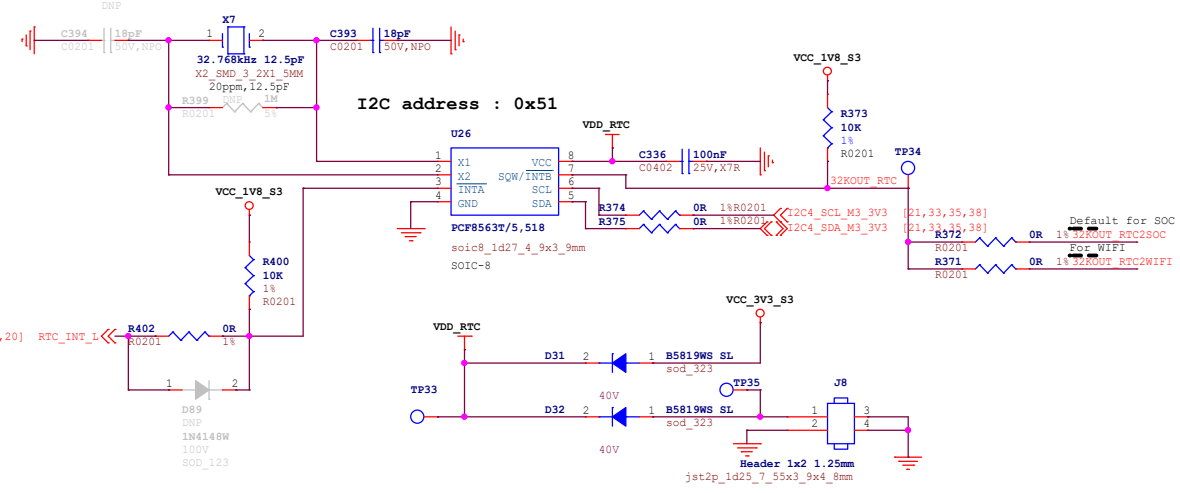 DNP
X7
C394
18pF
C0201
50V,NPO
1
2
C393
18pF
C0201
50V,NPO
32.768kHz 12.5pF
X2_SMD_3_2X1_5MM
20ppm,12.5pF
R399
DNP
1M
R0201
5%
I2C address : 0x51
VCC_1V8_S3
R373
10K
1%
R0201
TP34
32KOUT_RTC
VDD_RTC
C336
100nF
C0402
25V,X7R
U26
1
2
3
4
X1
X2
INTA
GND
VCC
SQW/INTB
SCL
SDA
8
7
6
5
PCF8563T/5,518
soic8_1d27_4_9x3_9mm
SOIC-8
R374
0R
1%
R0201
I2C4_SCL_M3_3V3
[21,33,35,38]
R375
0R
1%
R0201
I2C4_SDA_M3_3V3
[21,33,35,38]
Default for SOC
R372
0R
1%
32KOUT_RTC2SOC
R0201
For WIFI
R371
0R
1%
32KOUT_RTC2WIFI
R0201
VCC_1V8_S3
R400
10K
1%
R0201
,20]
RTC_INT_L
R402
0R
R0201
1%
1
2
D89
DNP
1N4148W
100V
SOD_123
VCC_3V3_S3
VDD_RTC
D31
2
1
B5819WS SL
sod_323
40V
TP33
TP35
D32
2
1
B5819WS SL
sod_323
40V
J8
1
2
3
4
Header 1x2 1.25mm
jst2p_1d25_7_55x3_9x4_8mm